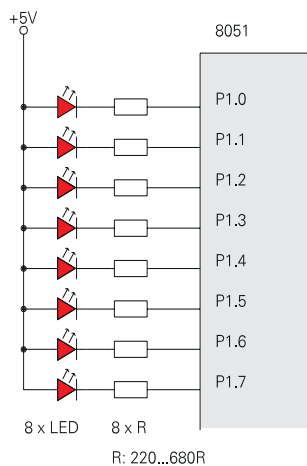 +5V
8051
P1.0
P1.1
P1.2
P1.3
P1.4
P1.5
P1.6
P1.7
8 x LED 8 x R
R: 220...680R